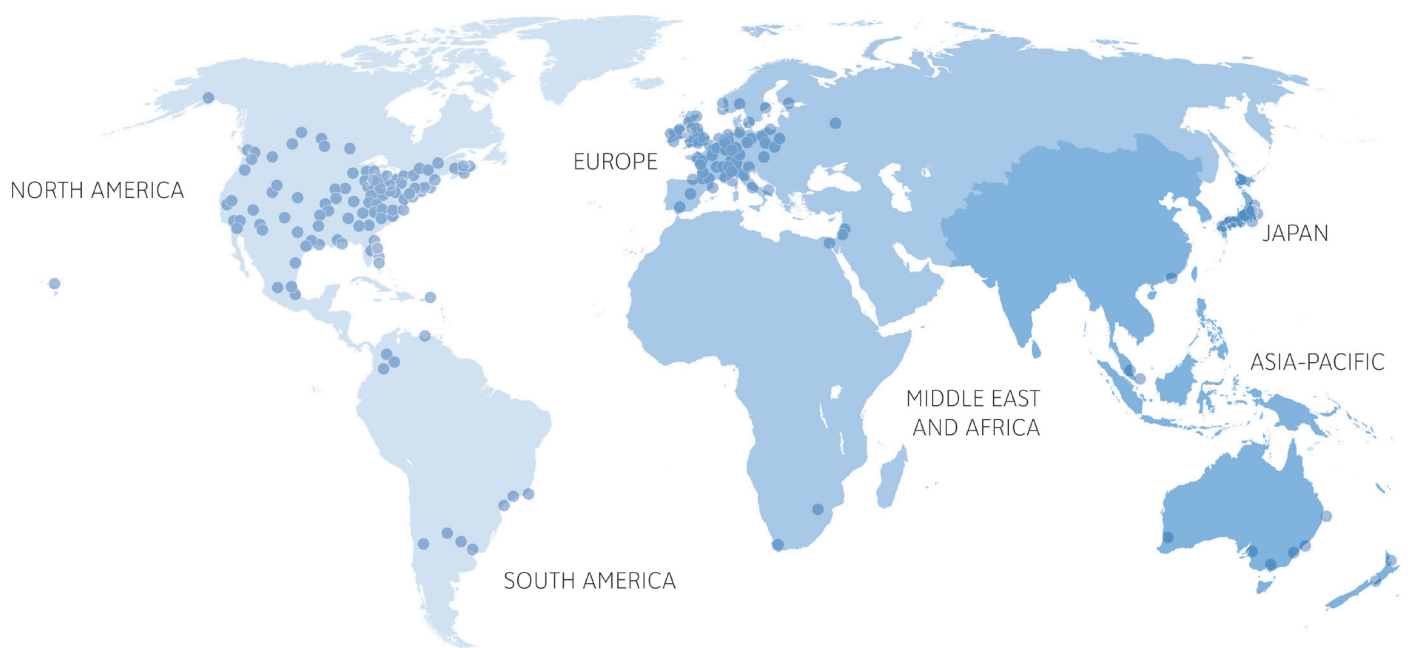 EUROPE
NORTH AMERICA
JAPAN
ASIA-PACIFIC
MIDDLE EAST
AND AFRICA
SOUTH AMERICA